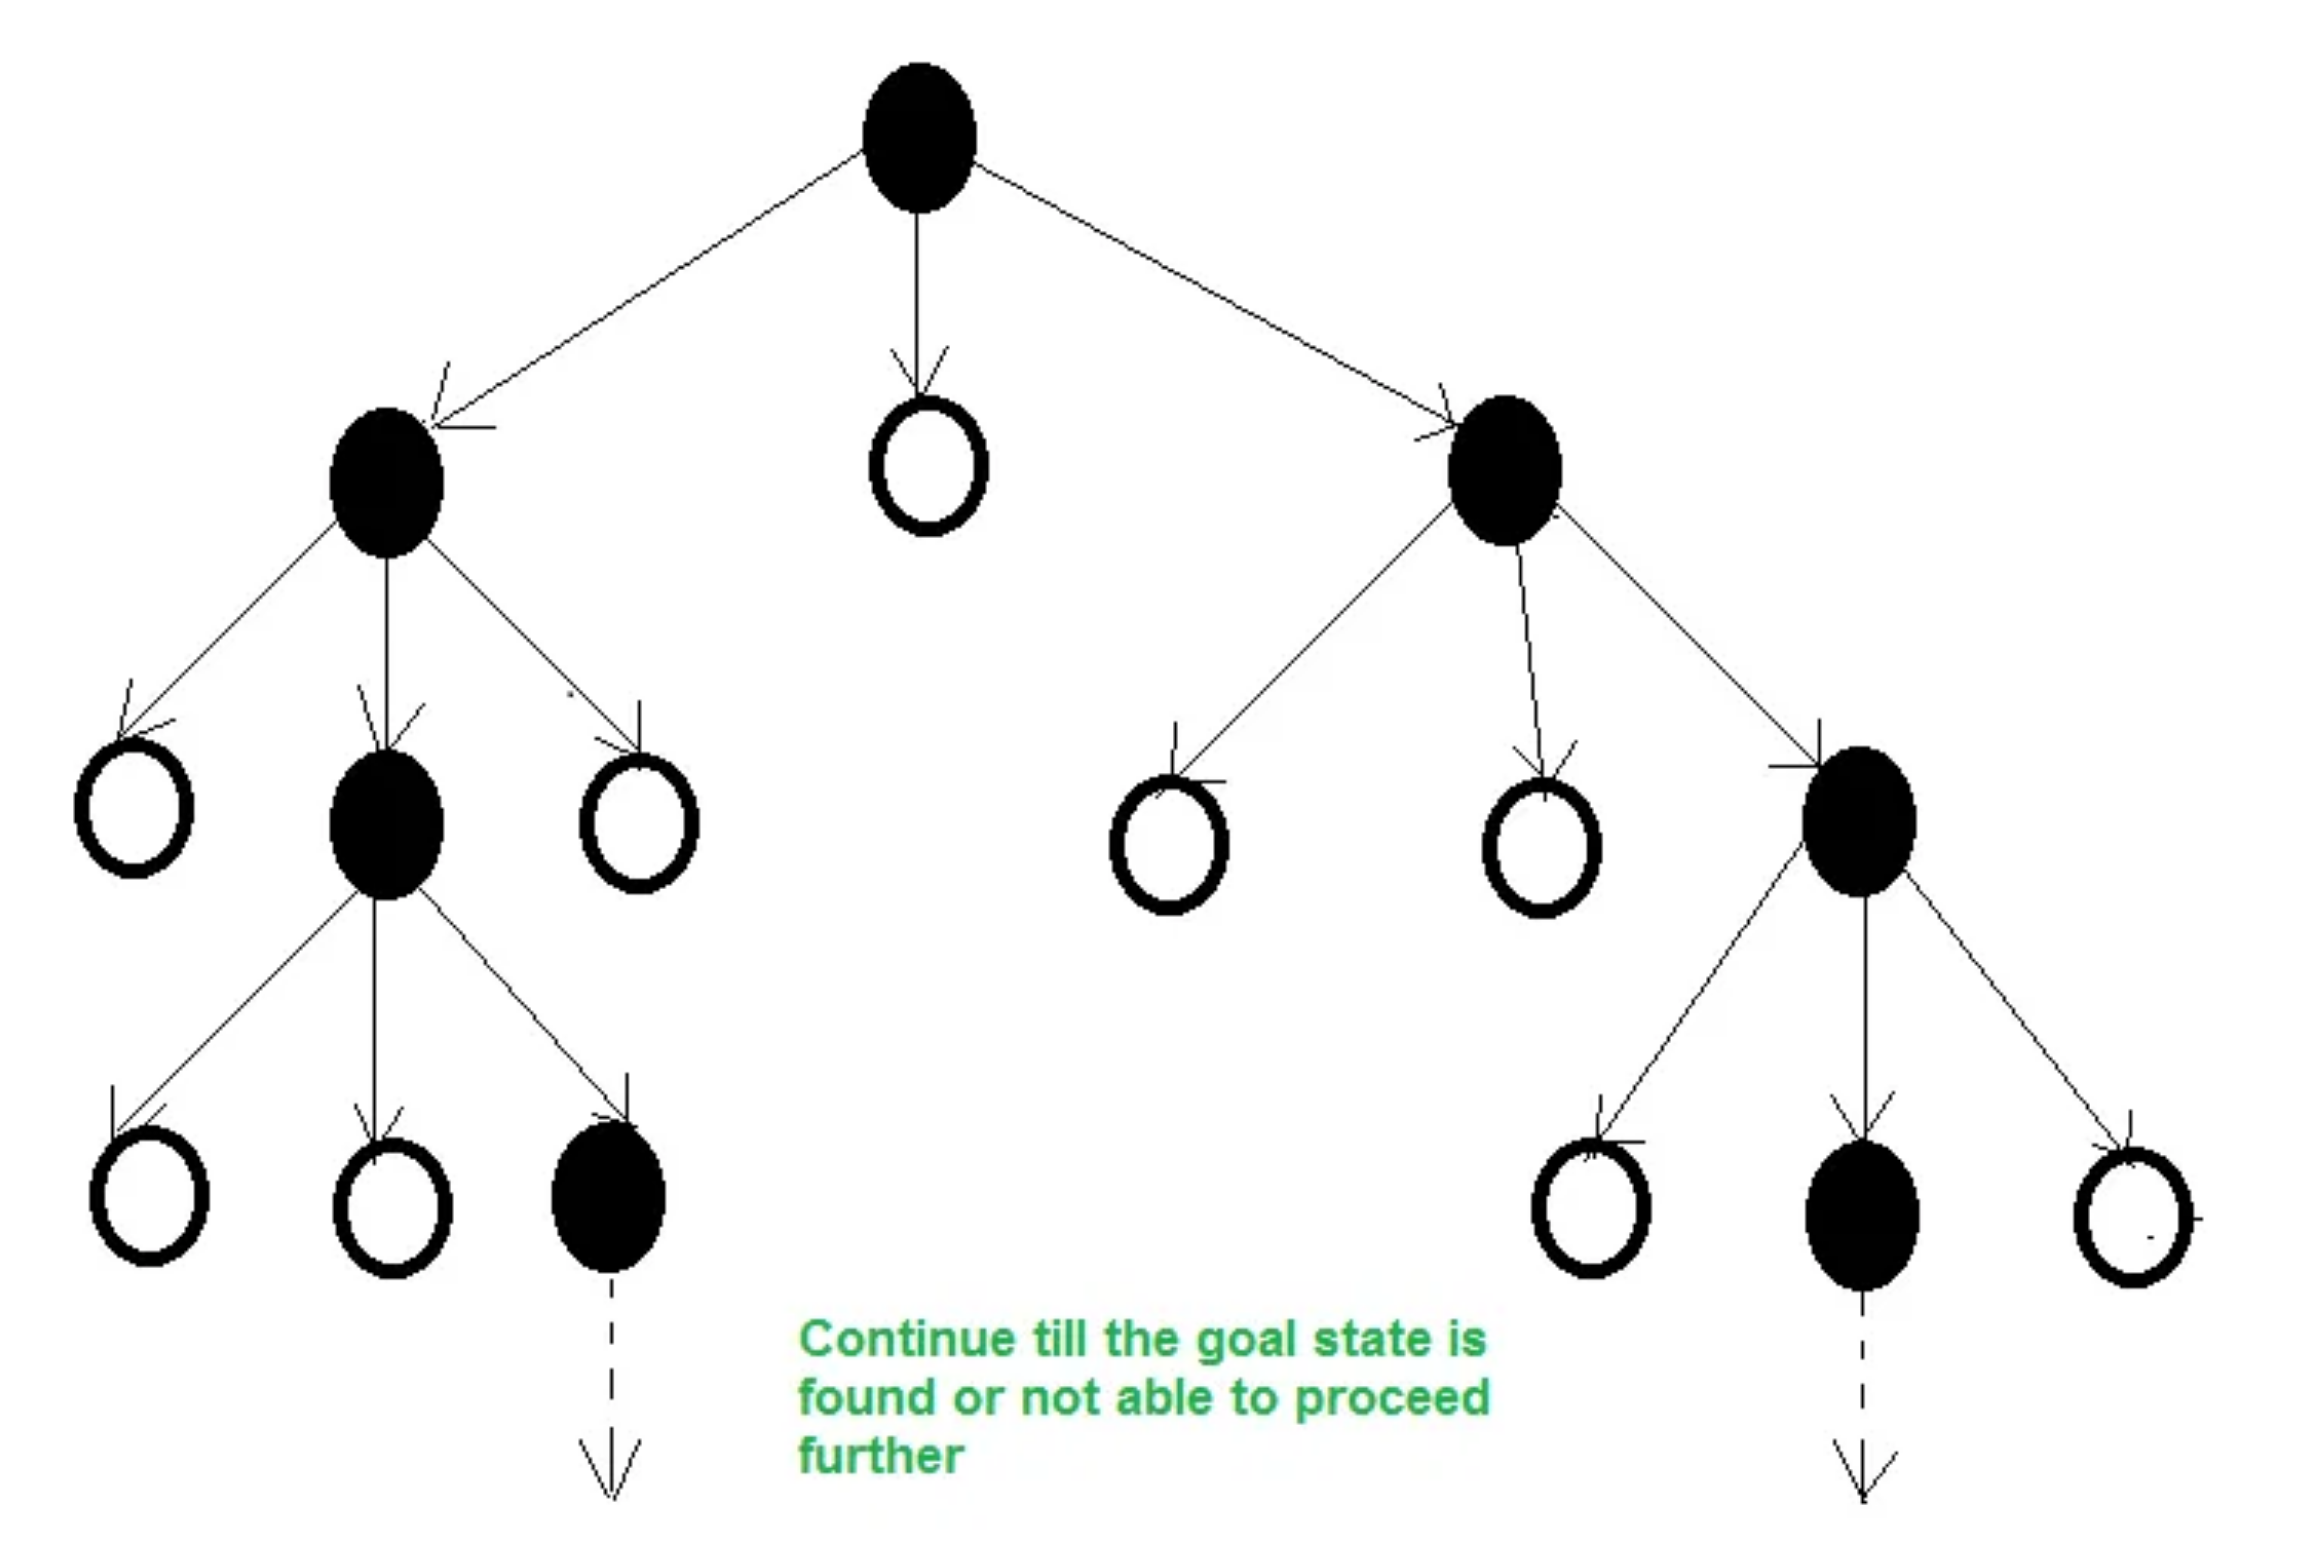 Continue till the goal state is
found or not able to proceed
further